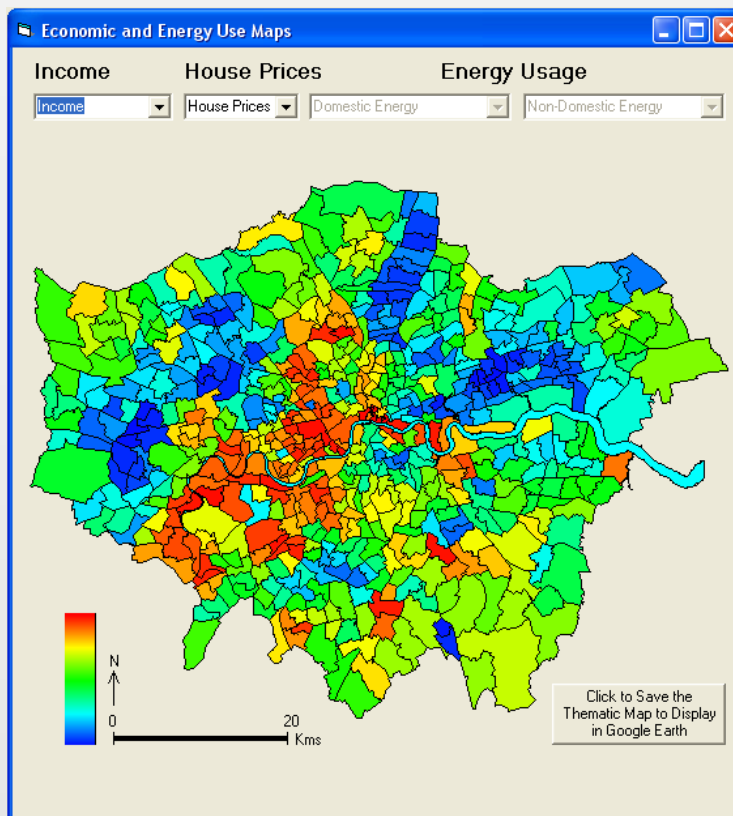 Economic and Energy Use Maps
Income House Prices Energy Usage
Income House Prices Domestic Energy Non-Domestic Energy
N
0 20
Kms
Click to Save the
Thematic Map to Display
in Google Earth